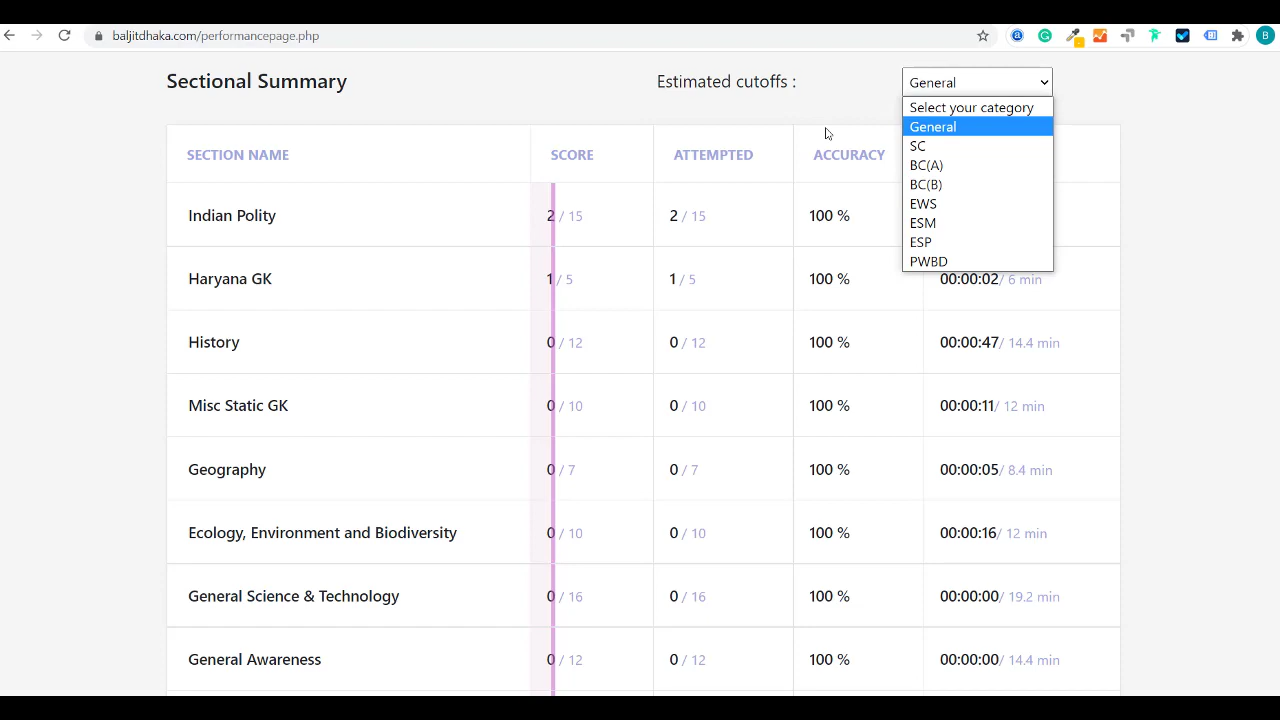 baljitdhaka.com/performancepage.php
B
Sectional Summary
Estimated cutoffs :
General
Select your category
General
SC
BC(A)
BC(B)
EWS
ESM
ESP
PWBD
SECTION NAME SCORE ATTEMPTED ACCURACY
Indian Polity 2 / 15 2 / 15 100 %
Haryana GK 1 / 5 1 / 5 100 % 00:00:02/ 6 min
History 0 / 12 0 / 12 100 % 00:00:47/ 14.4 min
Misc Static GK 0 / 10 0 / 10 100 % 00:00:11/ 12 min
Geography 0 / 7 0 / 7 100 % 00:00:05/ 8.4 min
Ecology, Environment and Biodiversity 0 / 10 0 / 10 100 % 00:00:16/ 12 min
General Science & Technology 0 / 16 0 / 16 100 % 00:00:00/ 19.2 min
General Awareness 0 / 12 0 / 12 100 % 00:00:00/ 14.4 min